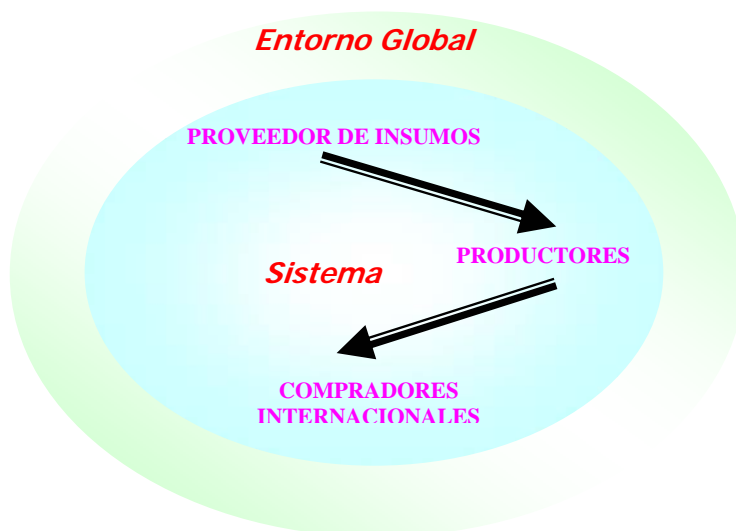 Entorno Global
PROVEEDOR DE INSUMOS
PRODUCTORES
Sistema
COMPRADORES
INTERNACIONALES